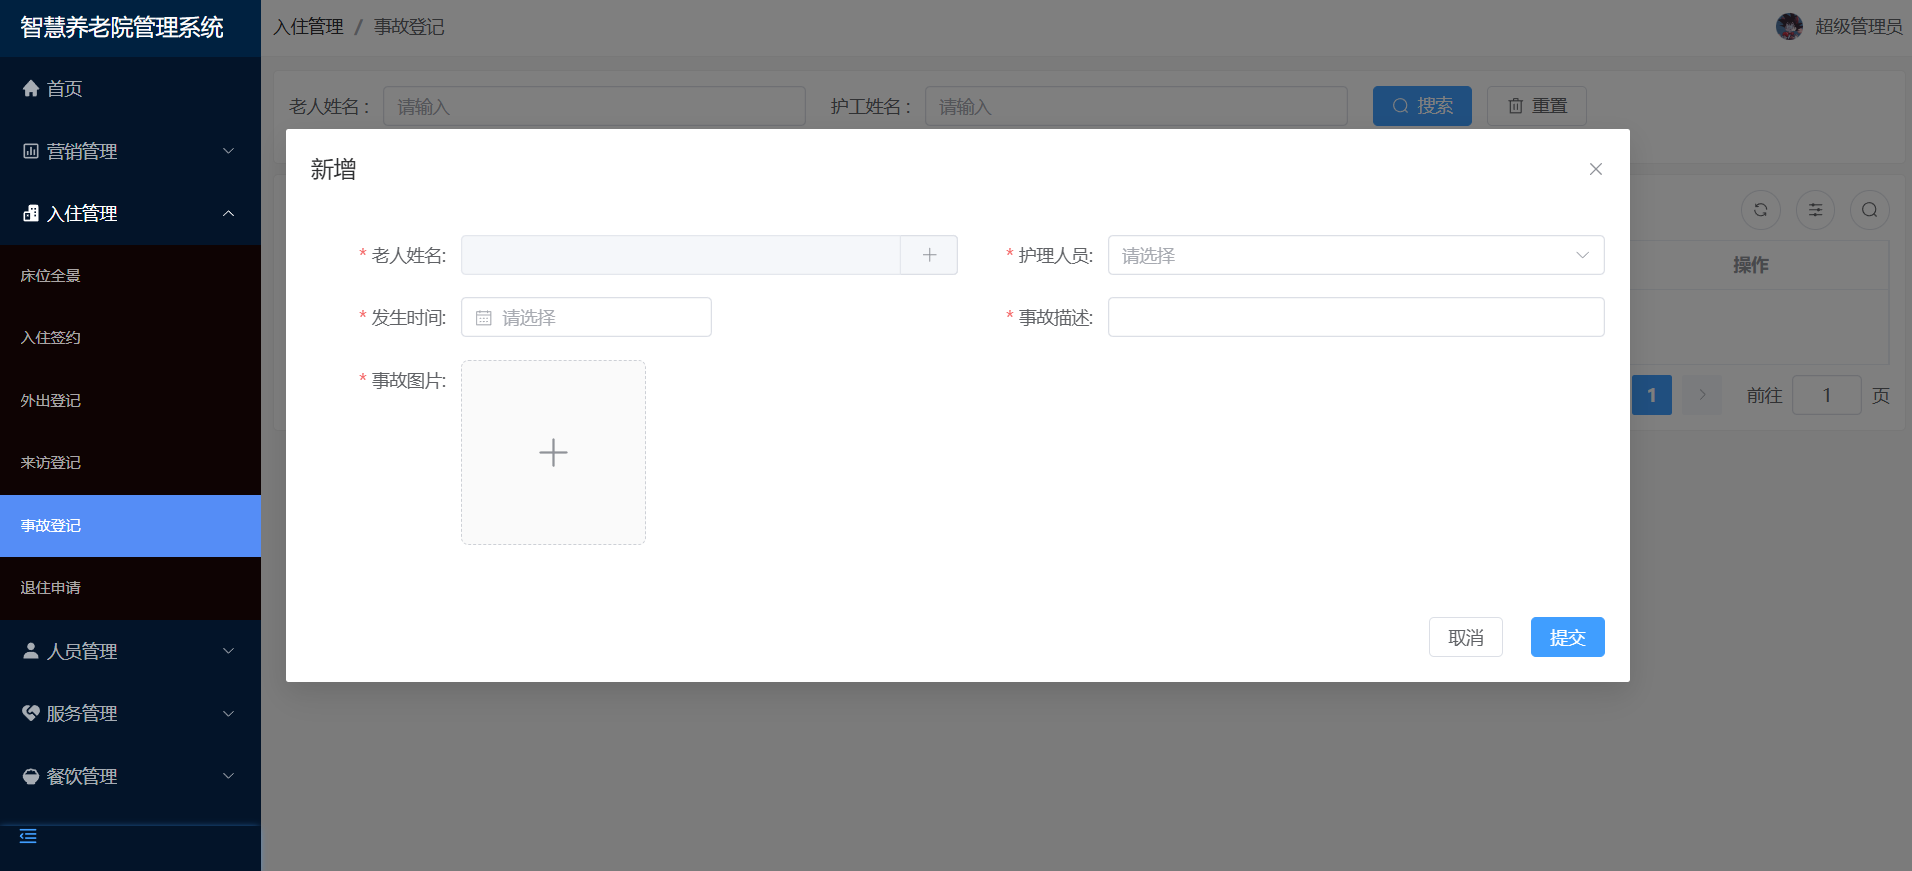 智慧养老院管理系统
入住管理 / 事故登记
超级管理员
首页
营销管理
入住管理
床位全景
入住签约
外出登记
来访登记
事故登记
退住申请
人员管理
服务管理
餐饮管理
老人姓名： 请输入 护工姓名： 请输入 搜索 重置
操作
1 前往 1 页
新增
* 老人姓名: * 护理人员: 请选择
* 发生时间: 请选择 * 事故描述:
* 事故图片:
取消 提交